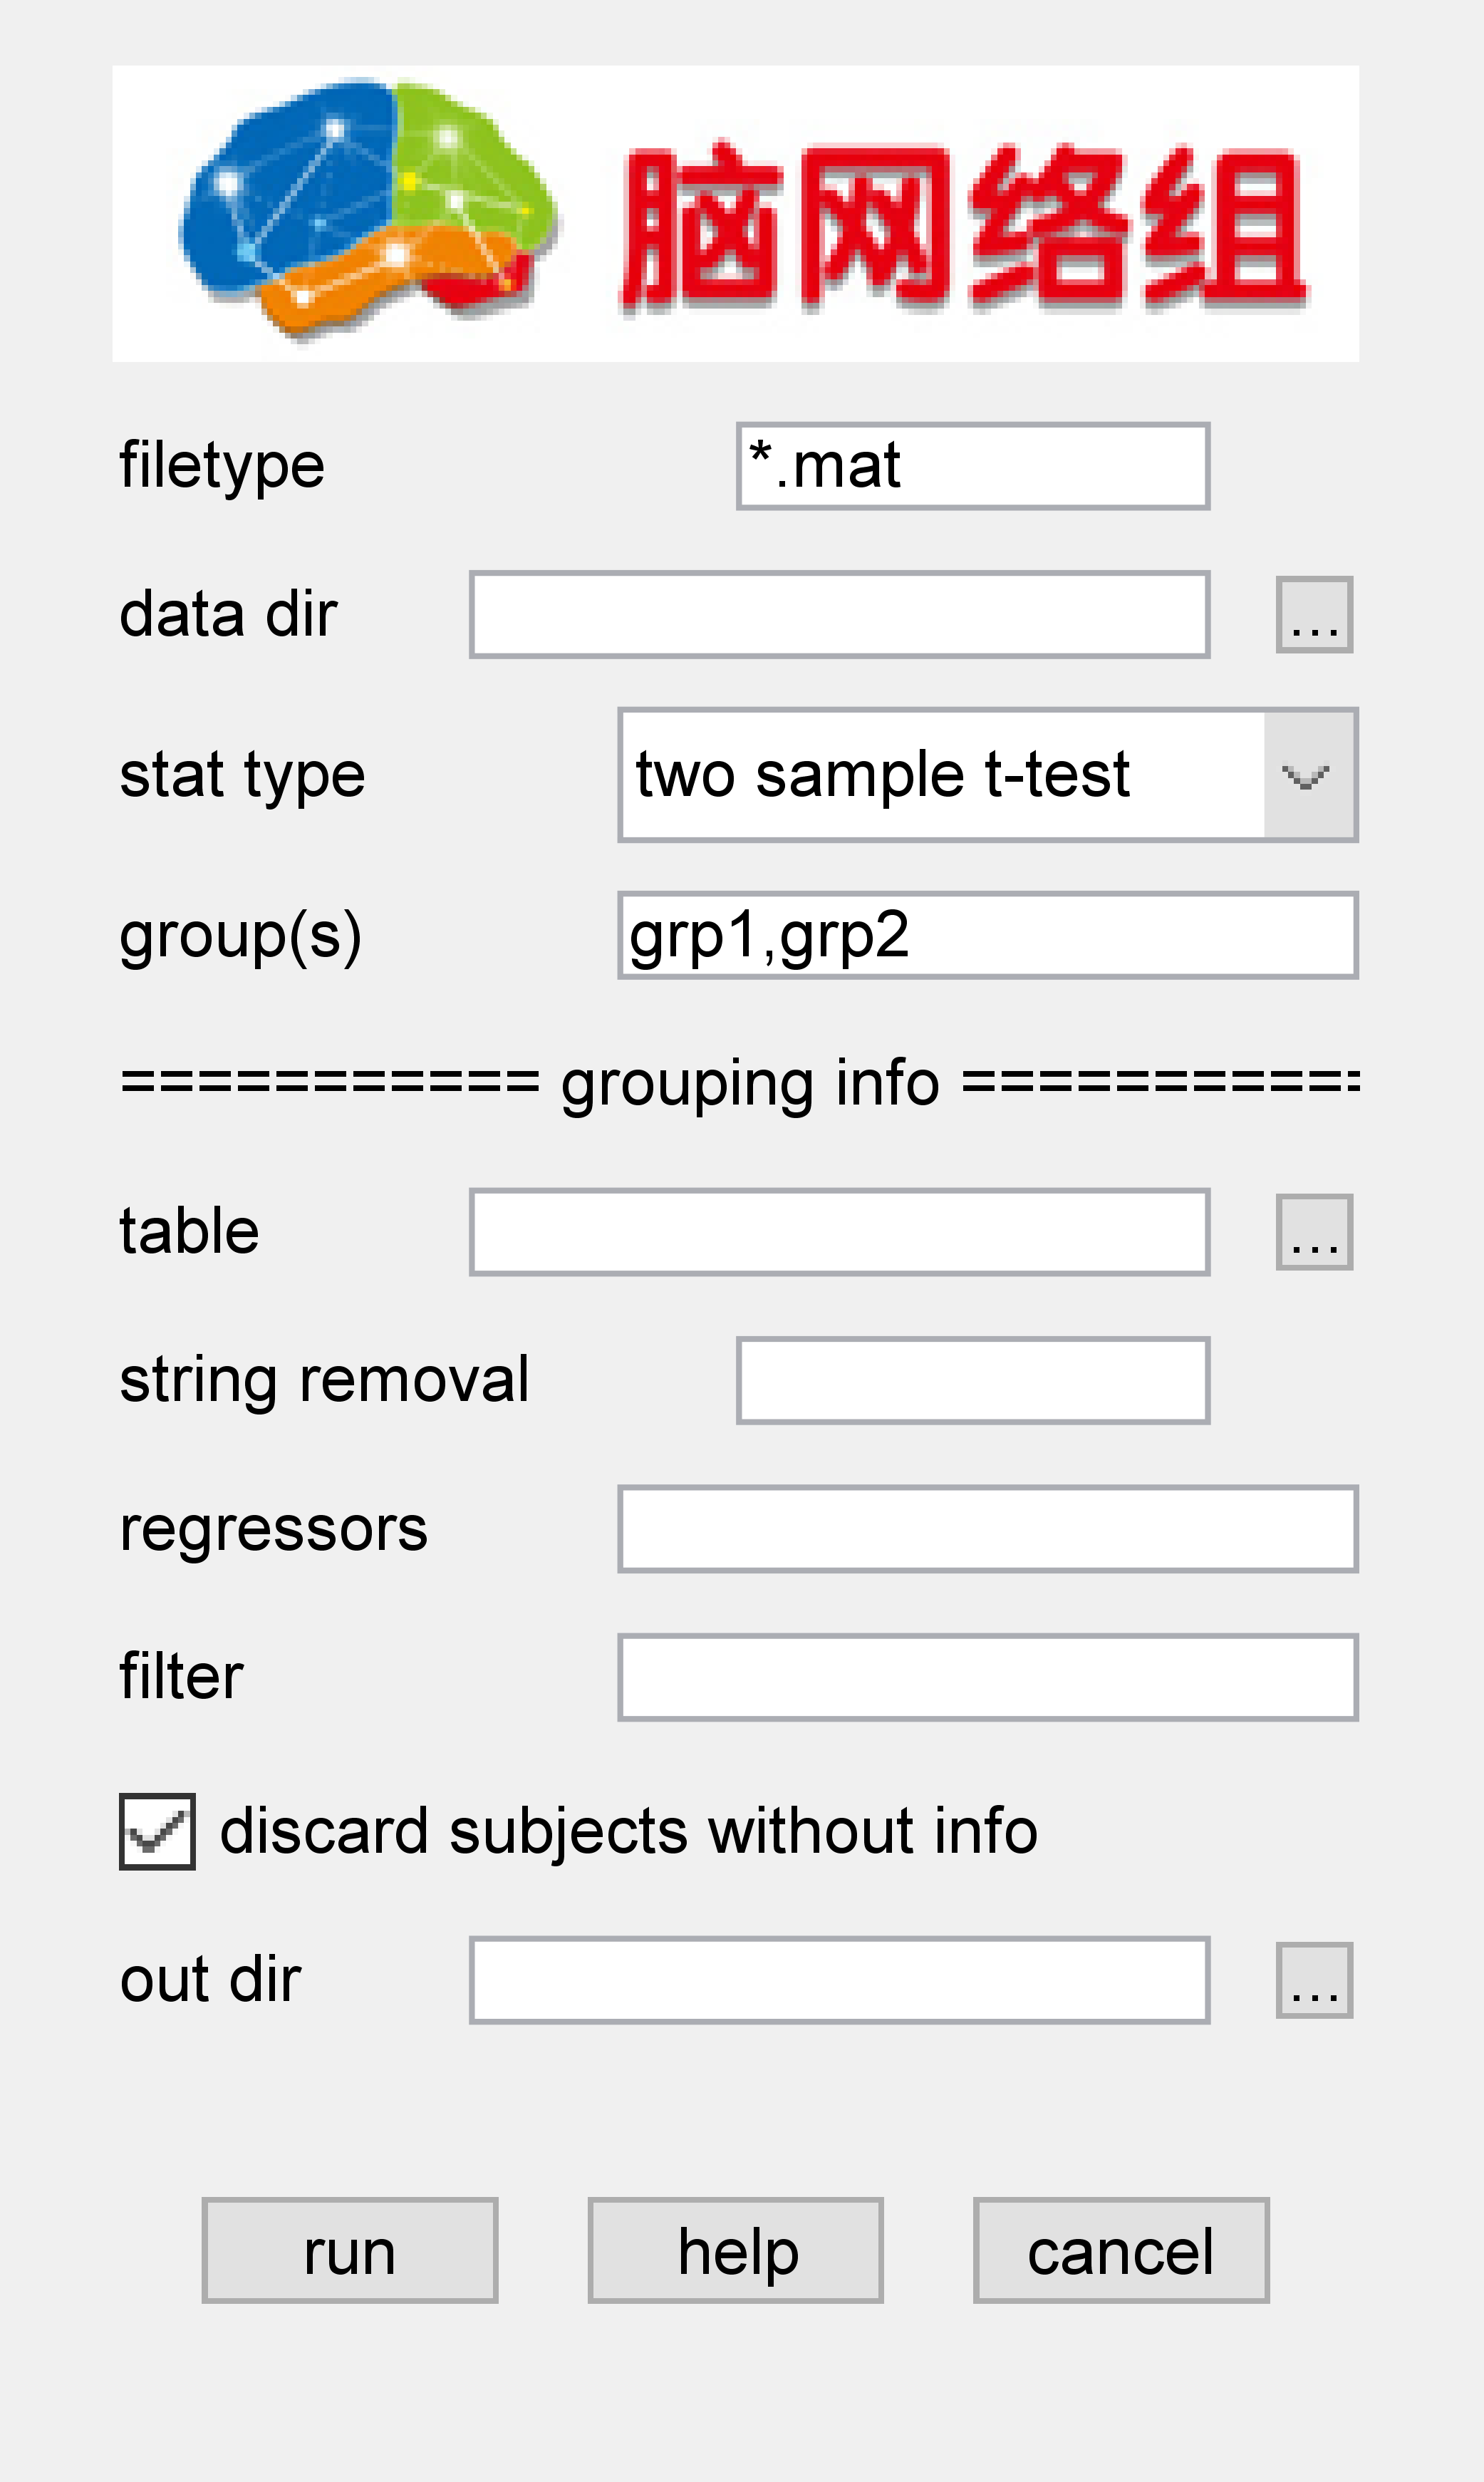 脑网络组
filetype *.mat
data dir ...
stat type two sample t-test
group(s) grp1,grp2
=========== grouping info ===========
table ...
string removal
regressors
filter
discard subjects without info
out dir ...
run help cancel